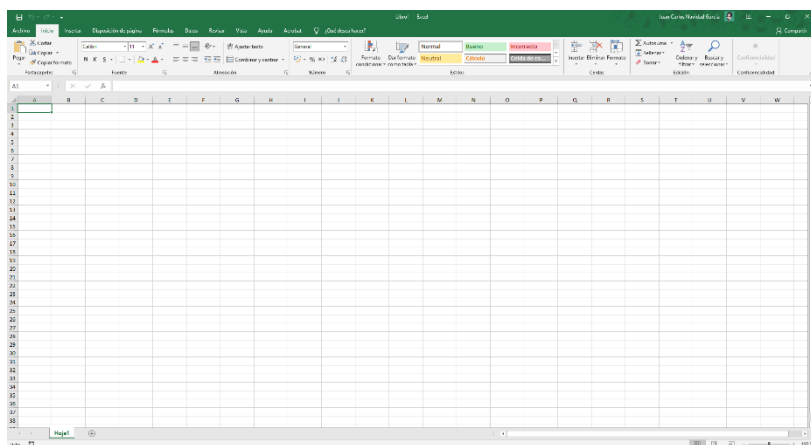 Libro1 - Excel
Juan Carlos Navidad García
Archivo Inicio Insertar Disposición de página Fórmulas Datos Revisar Vista Ayuda Acrobat ¿Qué desea hacer?
Compartir
Pegar
Cortar
Copiar
Copiar formato
Portapapeles
Calibri 11
N K S
Fuente
Ajustar texto
Combinar y centrar
Alineación
General
% 000
Número
Formato condicional
Dar formato como tabla
Normal Bueno Incorrecto
Neutral Cálculo Celda de co...
Estilos
Insertar Eliminar Formato
Celdas
Autosuma
Rellenar
Borrar
Ordenar y filtrar
Buscar y seleccionar
Edición
Confidencialidad
Confidencialidad
A1
A B C D E F G H I J K L M N O P Q R S T U V W
1
2
3
4
5
6
7
8
9
10
11
12
13
14
15
16
17
18
19
20
21
22
23
24
25
26
27
28
29
30
31
32
33
34
35
36
37
38
Hoja1